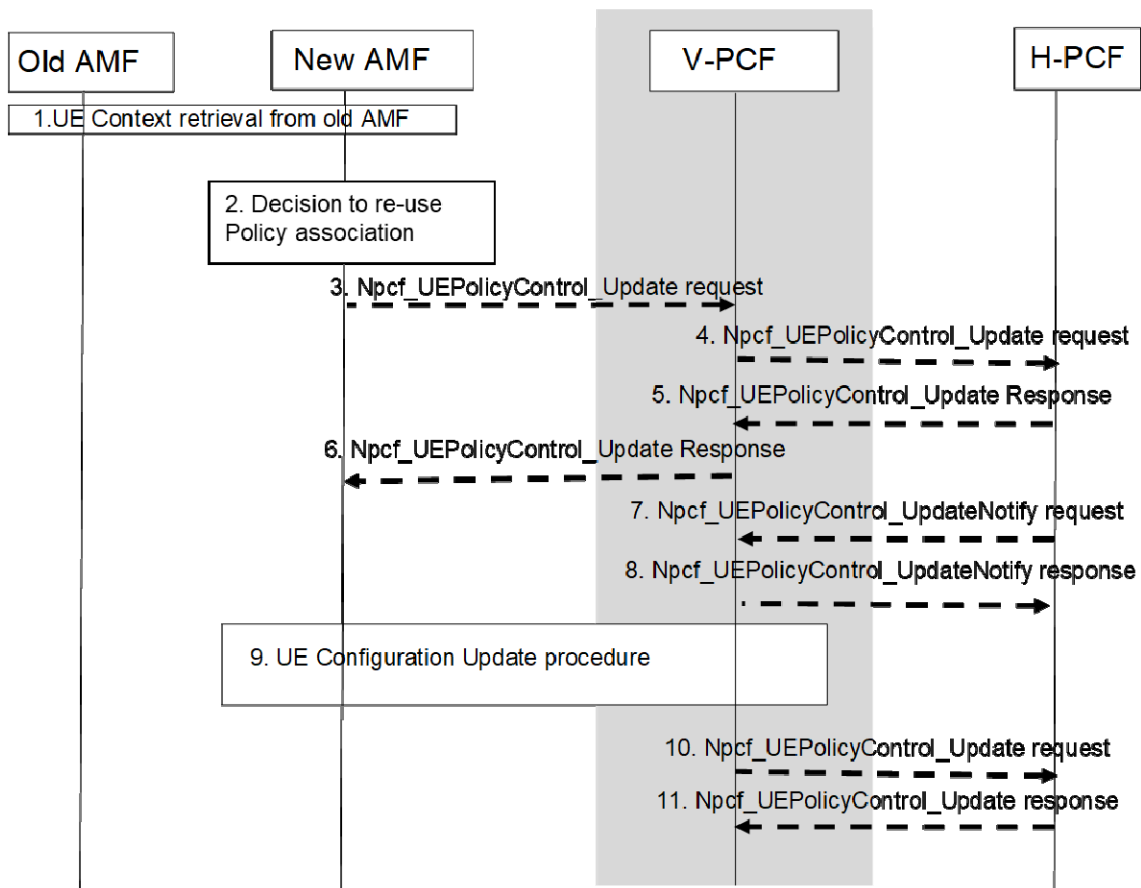 Old AMF
New AMF
V-PCF
H-PCF
1.UE Context retrieval from old AMF
2. Decision to re-use
Policy association
3. Npcf_UEPolicyControl_Update request
4. Npcf_UEPolicyControl_Update request
5. Npcf_UEPolicyControl_Update Response
6. Npcf_UEPolicyControl_Update Response
7. Npcf_UEPolicyControl_UpdateNotify request
8. Npcf_UEPolicyControl_UpdateNotify response
9. UE Configuration Update procedure
10. Npcf_UEPolicyControl_Update request
11. Npcf_UEPolicyControl_Update response